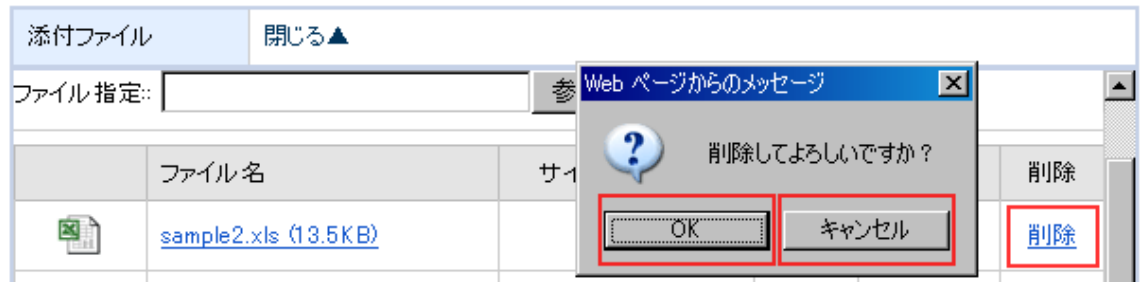 添付ファイル 閉じる▲
ファイル指定:: 参
Web ページからのメッセージ
削除してよろしいですか？
ファイル名 サイ 削除
OK キャンセル
sample2.xls (13.5KB) 削除